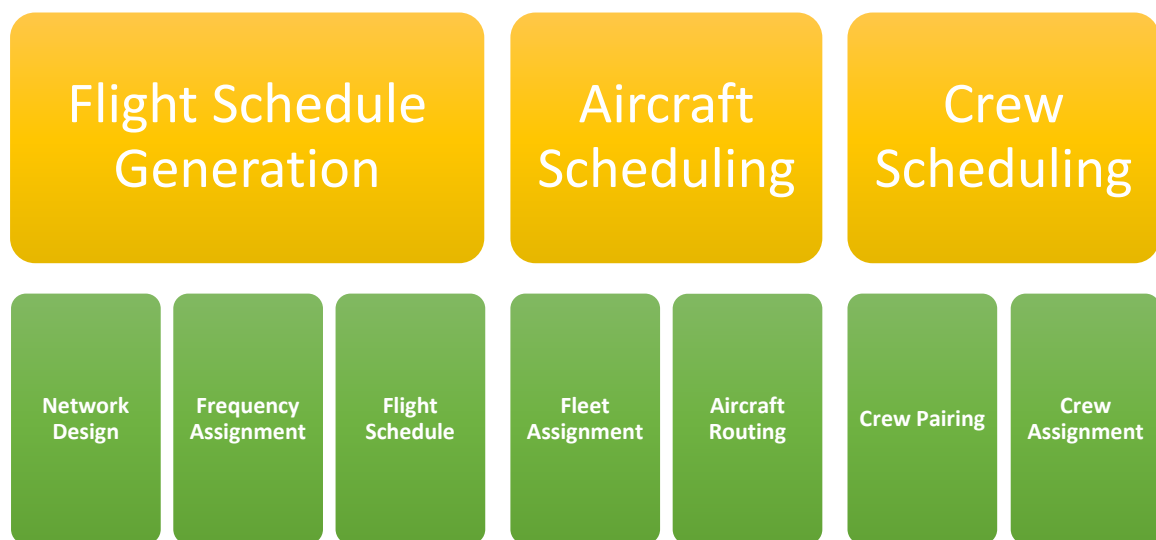 Flight Schedule
Generation
Aircraft
Scheduling
Crew
Scheduling
Network
Design
Frequency
Assignment
Flight
Schedule
Fleet
Assignment
Aircraft
Routing
Crew Pairing
Crew
Assignment